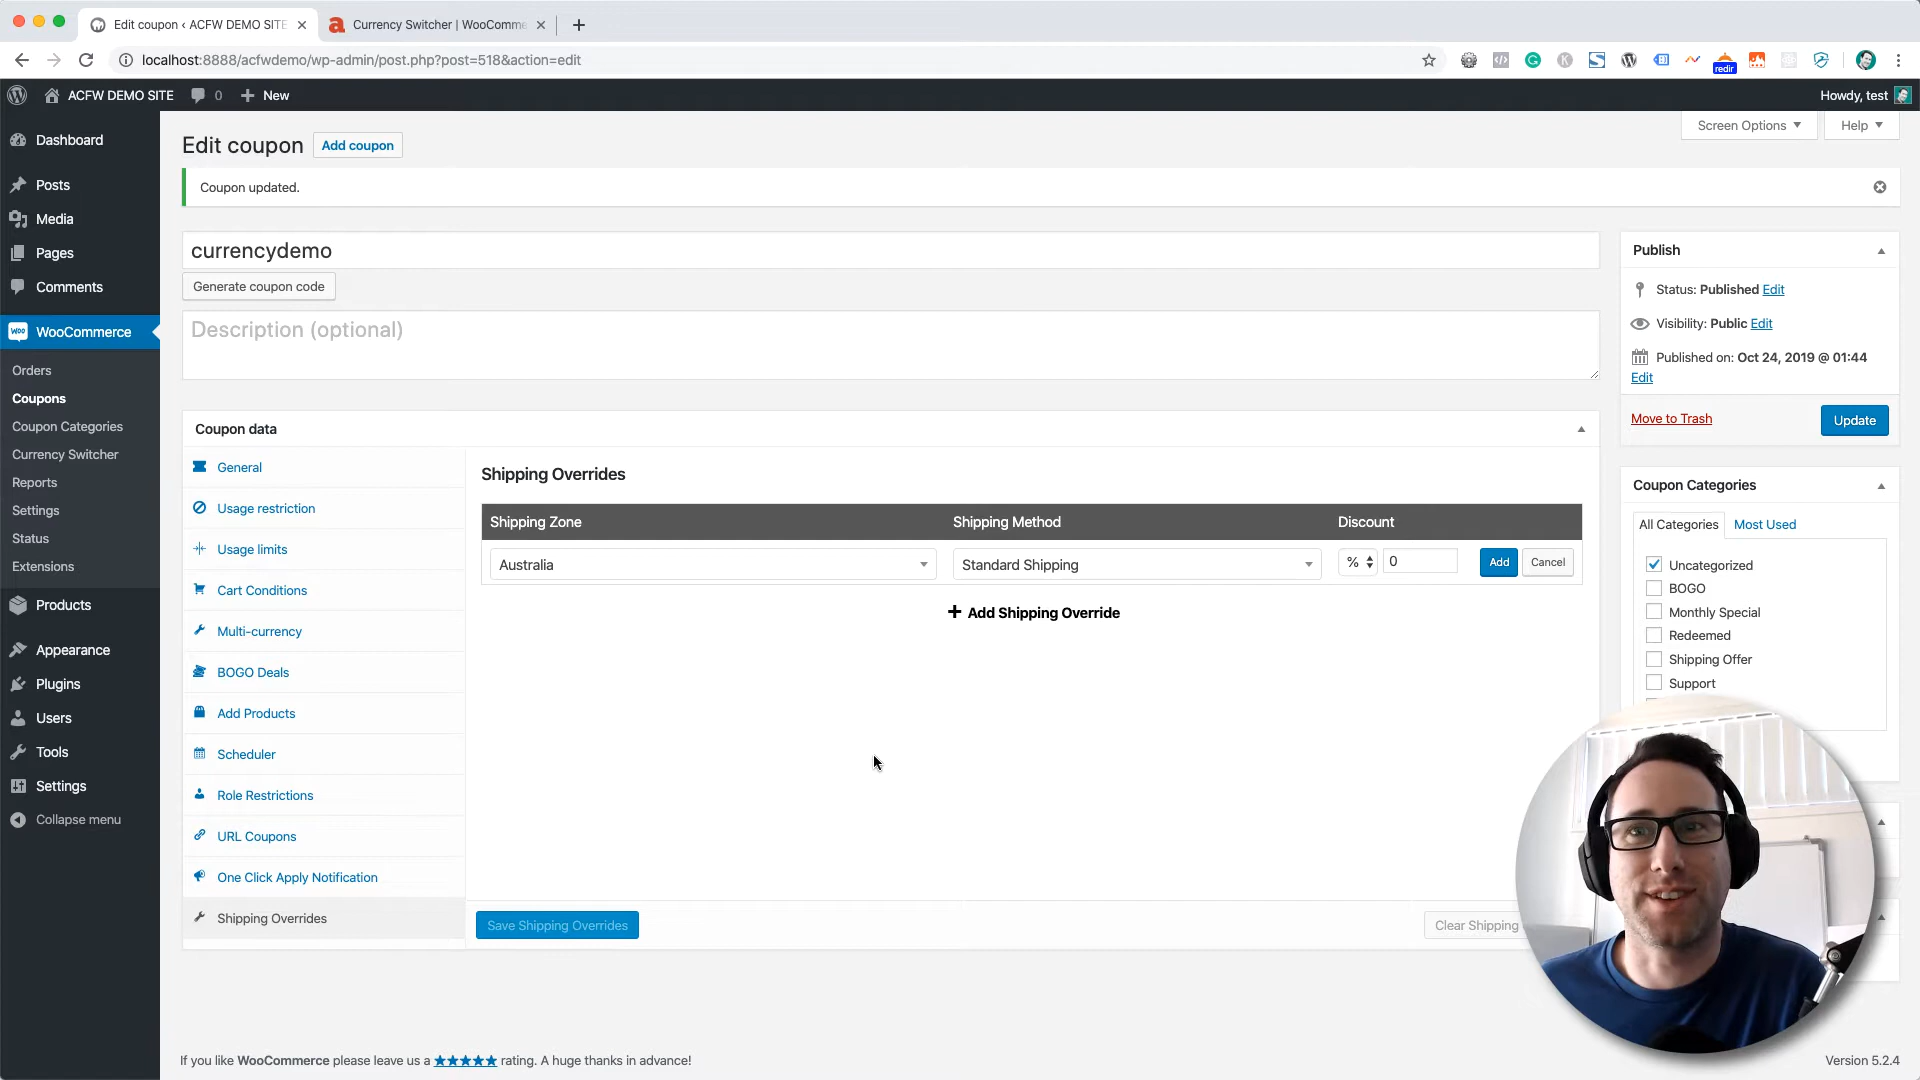 Edit coupon ‹ ACFW DEMO SITE
Currency Switcher | WooComme
localhost:8888/acfwdemo/wp-admin/post.php?post=518&action=edit
redir
ACFW DEMO SITE
0
New
Howdy, test
Screen Options
Help
Dashboard
Posts
Media
Pages
Comments
WooCommerce
Orders
Coupons
Coupon Categories
Currency Switcher
Reports
Settings
Status
Extensions
Products
Appearance
Plugins
Users
Tools
Settings
Collapse menu
Edit coupon
Add coupon
Coupon updated.
currencydemo
Generate coupon code
Description (optional)
Coupon data
General
Usage restriction
Usage limits
Cart Conditions
Multi-currency
BOGO Deals
Add Products
Scheduler
Role Restrictions
URL Coupons
One Click Apply Notification
Shipping Overrides
Shipping Overrides
Shipping Zone Shipping Method Discount
Australia Standard Shipping % 0 Add Cancel
+ Add Shipping Override
Save Shipping Overrides
Clear Shipping
Publish
Status: Published Edit
Visibility: Public Edit
Published on: Oct 24, 2019 @ 01:44
Edit
Move to Trash
Update
Coupon Categories
All Categories Most Used
Uncategorized
BOGO
Monthly Special
Redeemed
Shipping Offer
Support
If you like WooCommerce please leave us a ★★★★★ rating. A huge thanks in advance!
Version 5.2.4